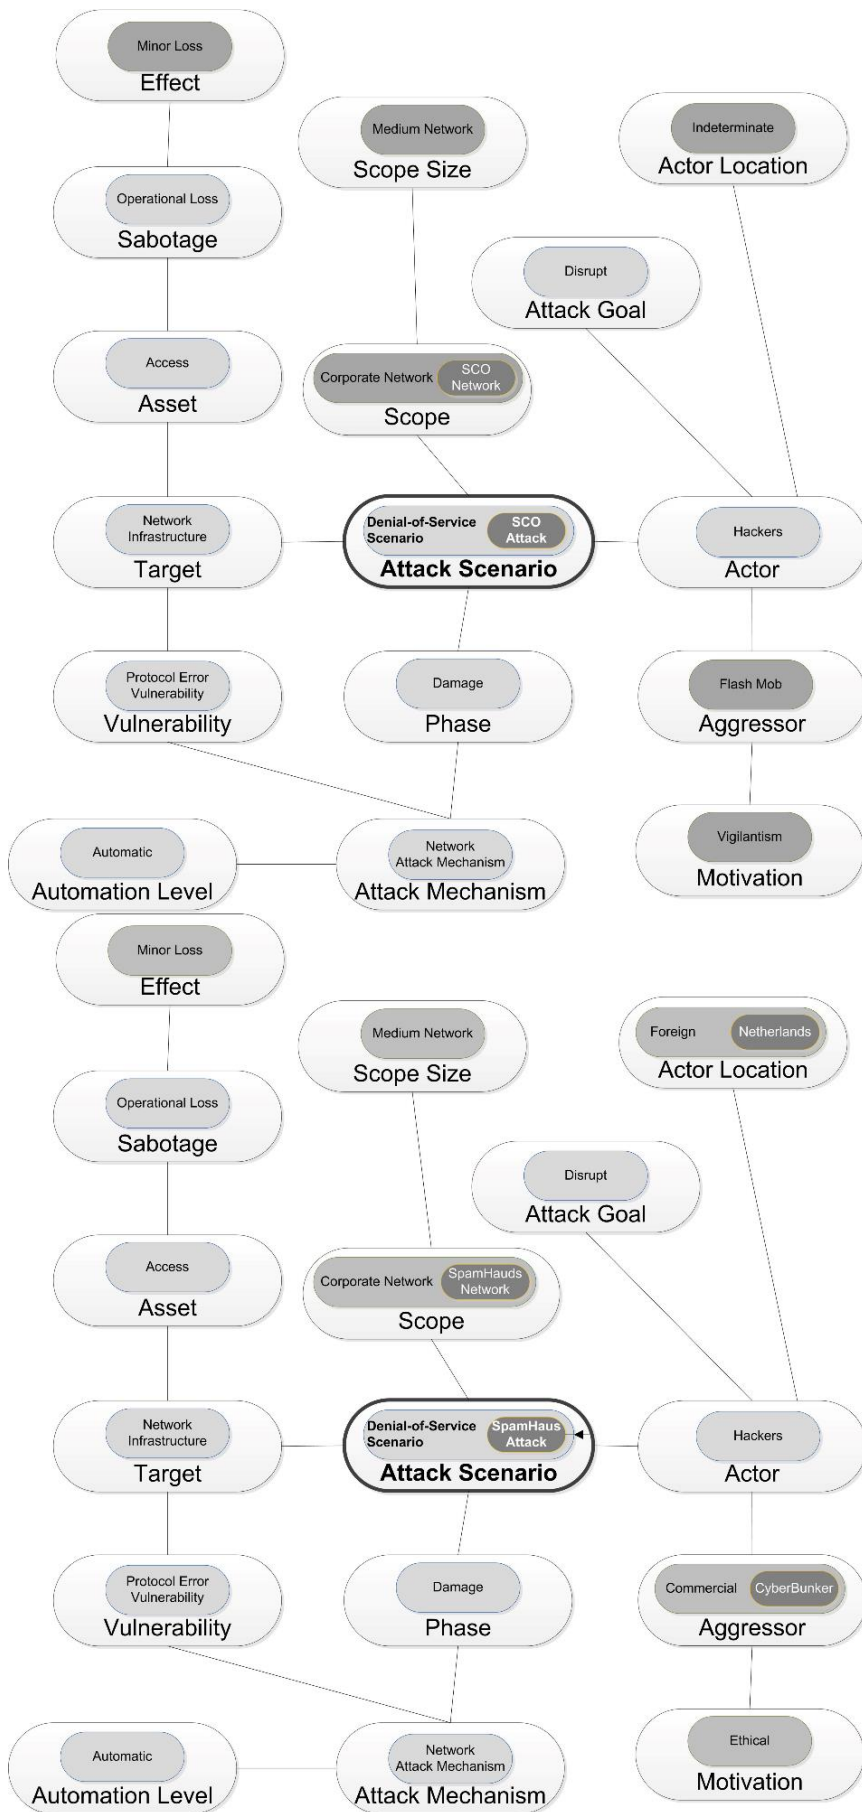 Minor Loss
Effect
Medium Network
Scope Size
Indeterminate
Actor Location
Operational Loss
Sabotage
Disrupt
Attack Goal
Access
Asset
Corporate Network
SCO
Network
Scope
Network
Infrastructure
Target
Denial-of-Service
Scenario
SCO
Attack
Attack Scenario
Hackers
Actor
Protocol Error
Vulnerability
Vulnerability
Damage
Phase
Flash Mob
Aggressor
Automatic
Automation Level
Network
Attack Mechanism
Attack Mechanism
Vigilantism
Motivation
Minor Loss
Effect
Medium Network
Scope Size
Foreign
Netherlands
Actor Location
Operational Loss
Sabotage
Disrupt
Attack Goal
Access
Asset
Corporate Network
SpamHauds
Network
Scope
Network
Infrastructure
Target
Denial-of-Service
Scenario
SpamHaus
Attack
Attack Scenario
Hackers
Actor
Protocol Error
Vulnerability
Vulnerability
Damage
Phase
Commercial
CyberBunker
Aggressor
Automatic
Automation Level
Network
Attack Mechanism
Attack Mechanism
Ethical
Motivation